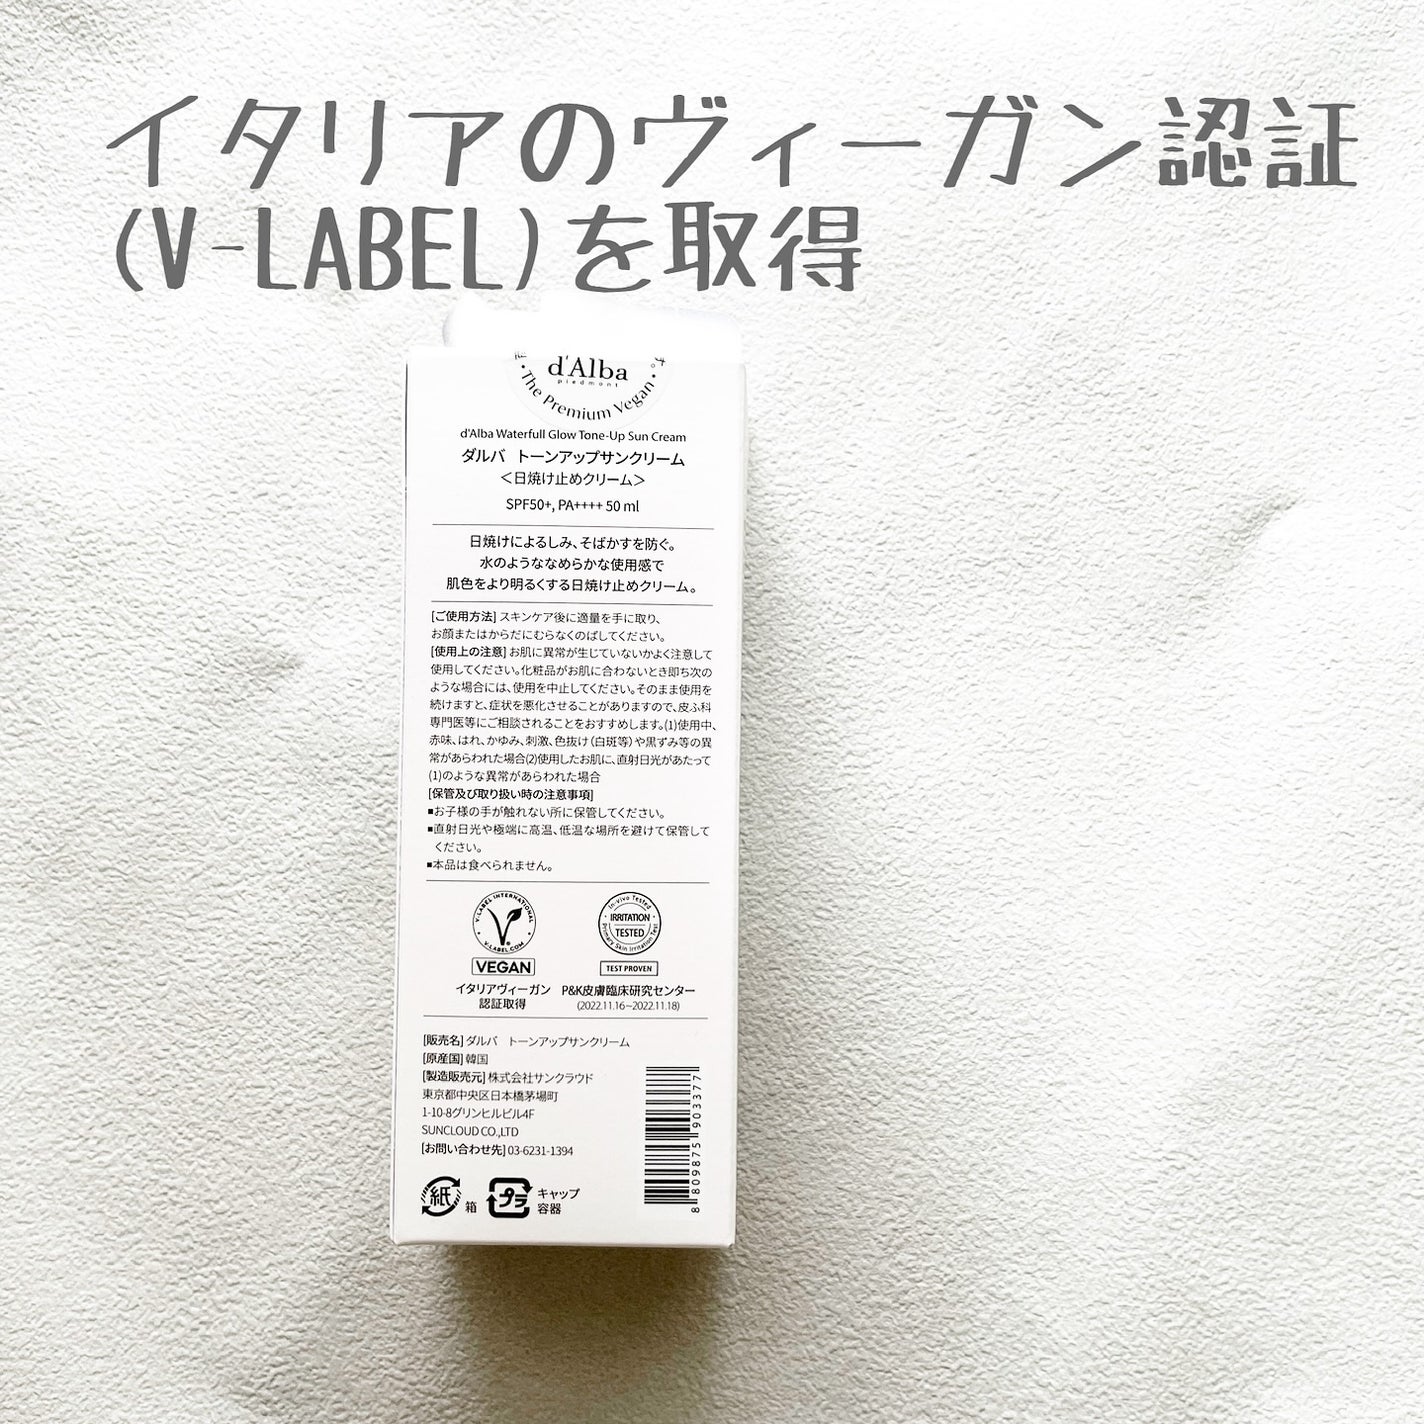 イタリアのヴィーガン認証
(V-LABEL)を取得
d'Alba
piedmont
The Premium Vegan
d'Alba Waterfull Glow Tone-Up Sun Cream
ダルバ トーンアップサンクリーム
＜日焼け止めクリーム＞
SPF50+, PA++++ 50 ml
日焼けによるしみ、そばかすを防ぐ。
水のようななめらかな使用感で
肌色をより明るくする日焼け止めクリーム。
[ご使用方法] スキンケア後に適量を手に取り、
お顔またはからだにむらなくのばしてください。
[使用上の注意] お肌に異常が生じていないかよく注意して
使用してください。化粧品がお肌に合わないとき即ち次の
ような場合には、使用を中止してください。そのまま使用を
続けますと、症状を悪化させることがありますので、皮ふ科
専門医等にご相談されることをおすすめします。(1)使用中、
赤味、はれ、かゆみ、刺激、色抜け（白斑等）や黒ずみ等の異
常があらわれた場合(2)使用したお肌に、直射日光があたって
(1)のような異常があらわれた場合
[保管及び取り扱い時の注意事項]
■お子様の手が触れない所に保管してください。
■直射日光や極端に高温、低温な場所を避けて保管して
ください。
■本品は食べられません。
V-LABEL INTERNATIONAL
V-LABEL.COM
VEGAN
イタリアヴィーガン
認証取得
In-vivo Tested
IRRITATION
TESTED
Primary Skin Irritation Test
TEST PROVEN
P&K皮膚臨床研究センター
(2022.11.16~2022.11.18)
[販売名] ダルバ トーンアップサンクリーム
[原産国] 韓国
[製造販売元] 株式会社サンクラウド
東京都中央区日本橋茅場町
1-10-8グリンヒルビル4F
SUNCLOUD CO.,LTD
[お問い合わせ先] 03-6231-1394
紙 箱
プラ キャップ
容器
8 809875 903377